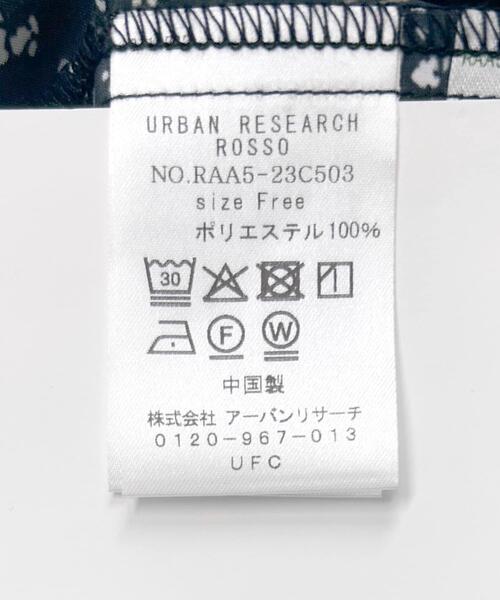 URBAN RESEARCH
ROSSO
NO.RAA5-23C503
size Free
ポリエステル100%
30
F W
中国製
株式会社 アーバンリサーチ
0120-967-013
UFC